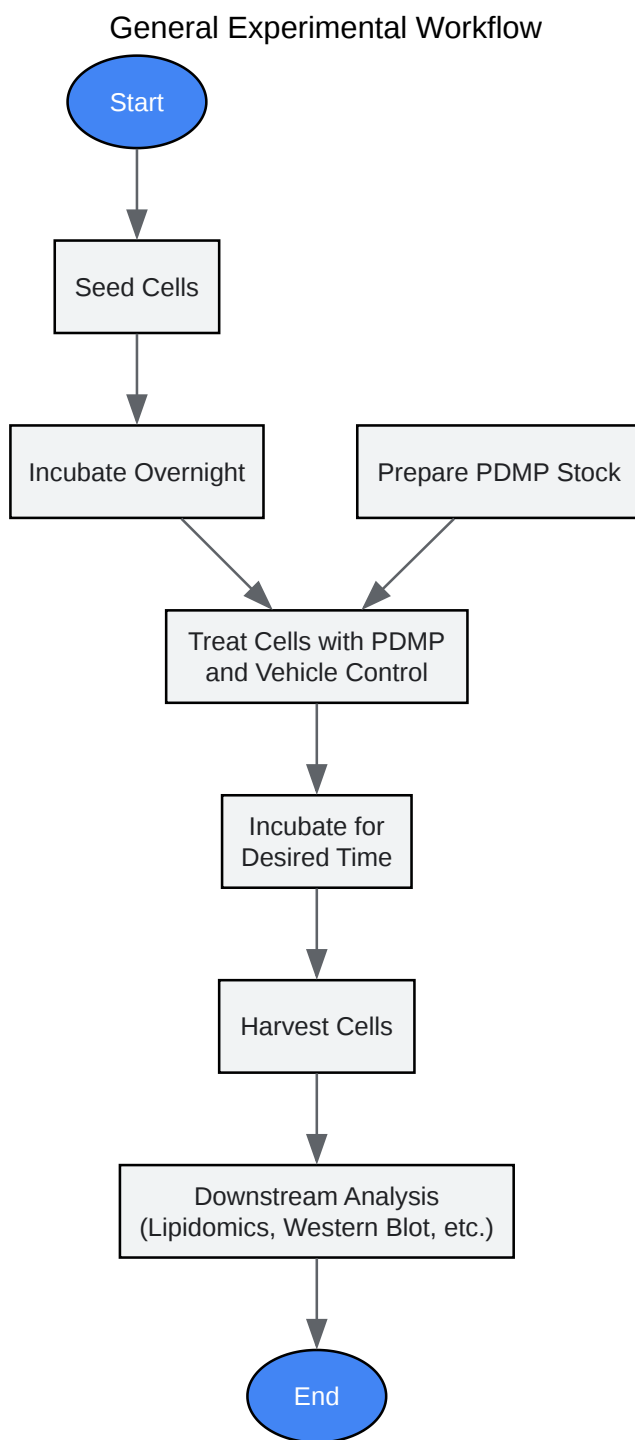 General Experimental Workflow
Start
Seed Cells
Incubate Overnight
Prepare PDMP Stock
Treat Cells with PDMP
and Vehicle Control
Incubate for
Desired Time
Harvest Cells
Downstream Analysis
(Lipidomics, Western Blot, etc.)
End